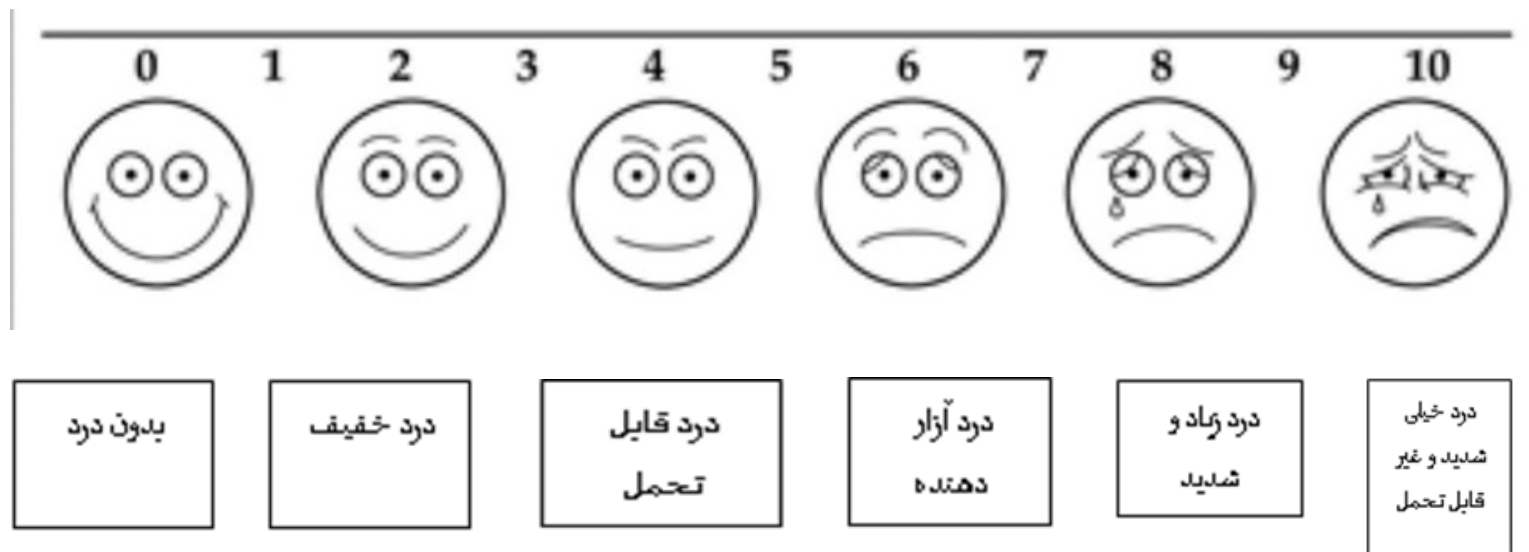 0 1 2 3 4 5 6 7 8 9 10
بدون درد
درد خفیف
درد قابل
تحمل
درد آزار
دهنده
درد زیاد و
شدید
درد خیلی
شدید و غیر
قابل تحمل